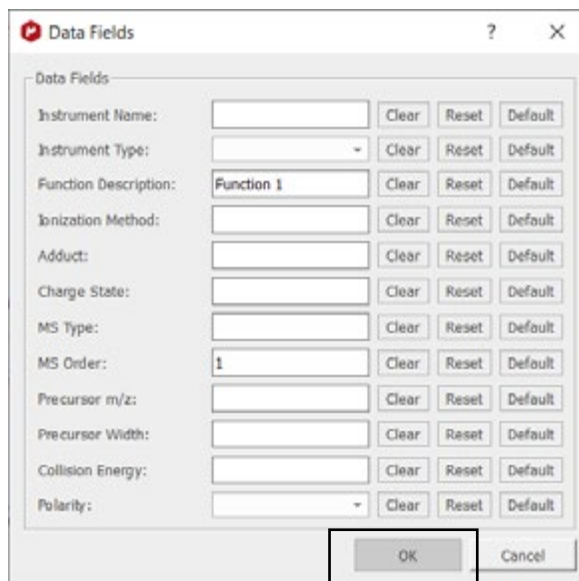 Data Fields ?
Data Fields
Instrument Name: Clear Reset Default
Instrument Type: Clear Reset Default
Function Description: Function 1 Clear Reset Default
Ionization Method: Clear Reset Default
Adduct: Clear Reset Default
Charge State: Clear Reset Default
MS Type: Clear Reset Default
MS Order: 1 Clear Reset Default
Precursor m/z: Clear Reset Default
Precursor Width: Clear Reset Default
Collision Energy: Clear Reset Default
Polarity: Clear Reset Default
OK Cancel